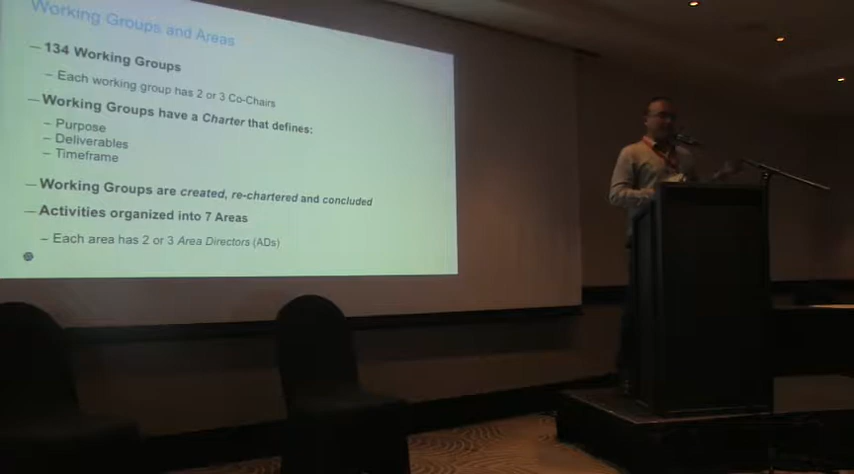 Working Groups and Areas
– 134 Working Groups
– Each working group has 2 or 3 Co-Chairs
– Working Groups have a Charter that defines:
– Purpose
– Deliverables
– Timeframe
– Working Groups are created, re-chartered and concluded
– Activities organized into 7 Areas
– Each area has 2 or 3 Area Directors (ADs)